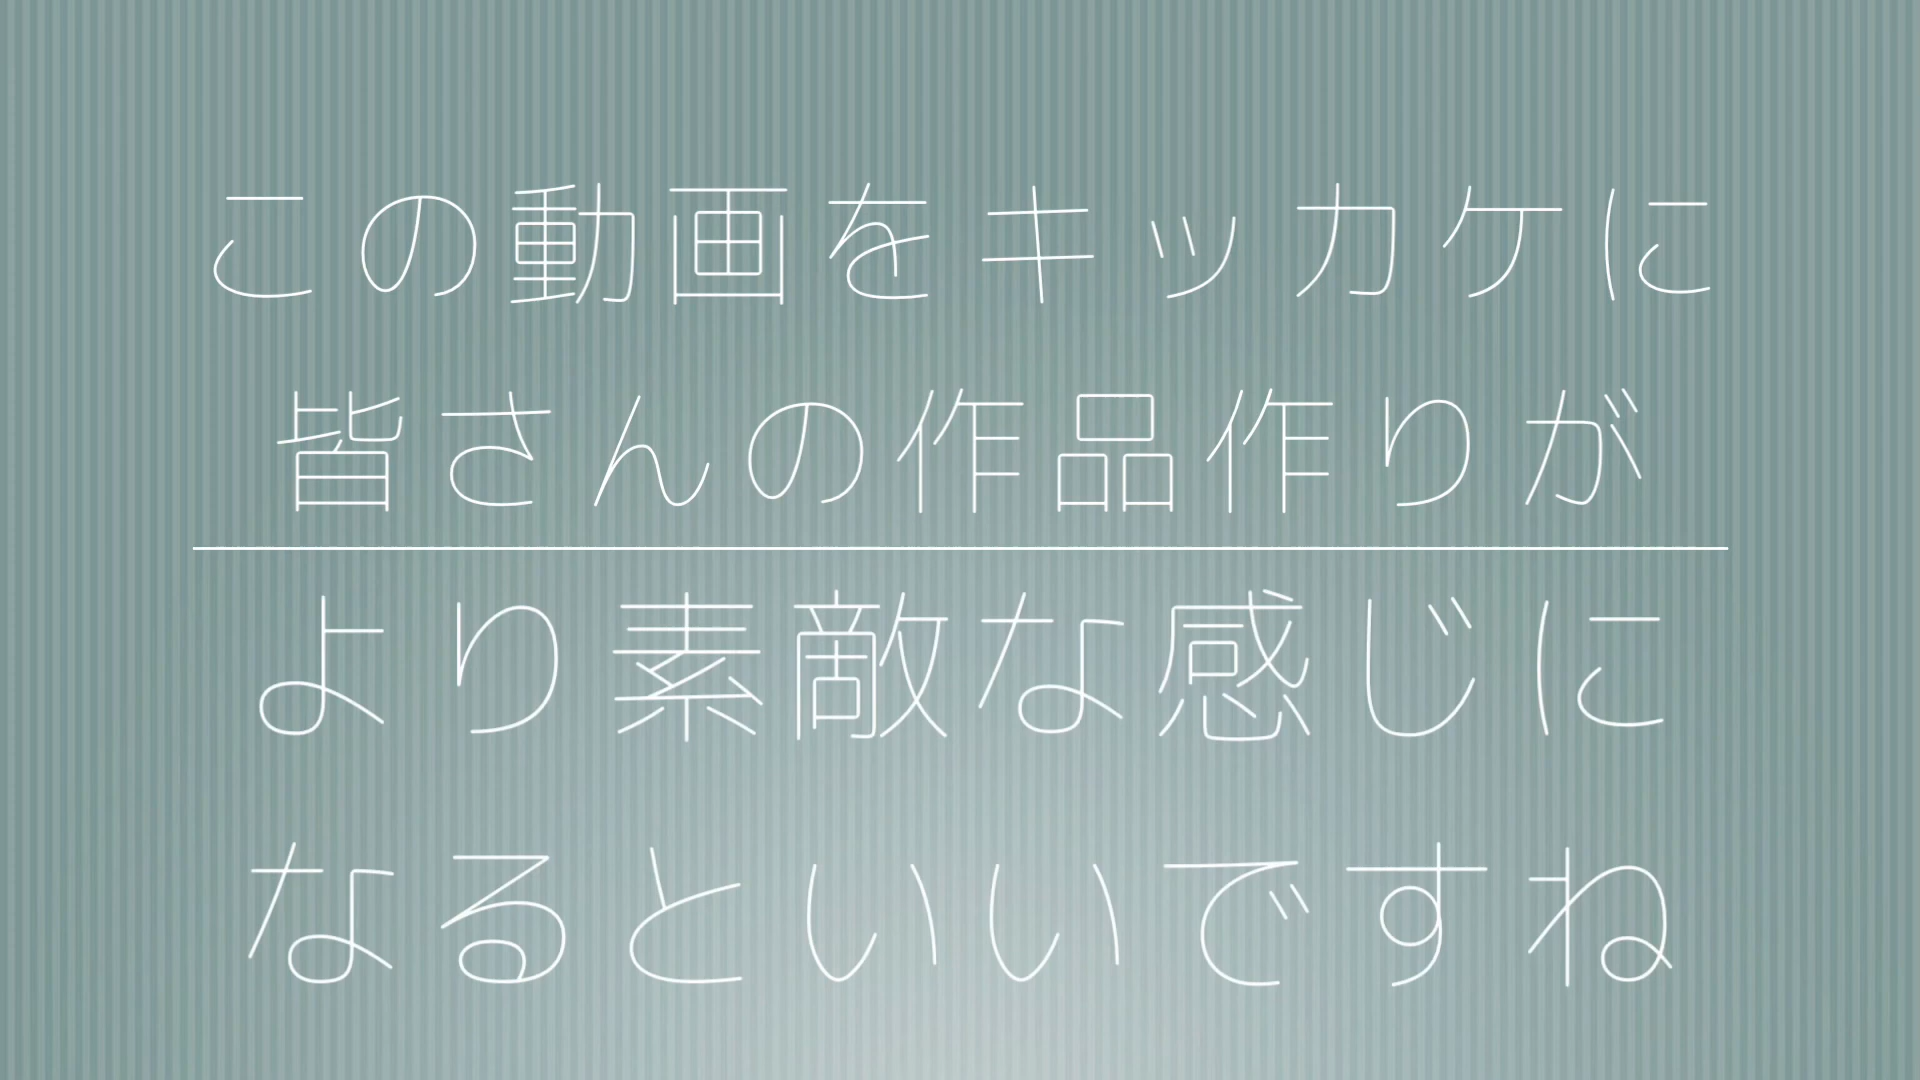 この動画をキッカケに
皆さんの作品作りが
より素敵な感じに
なるといいですね